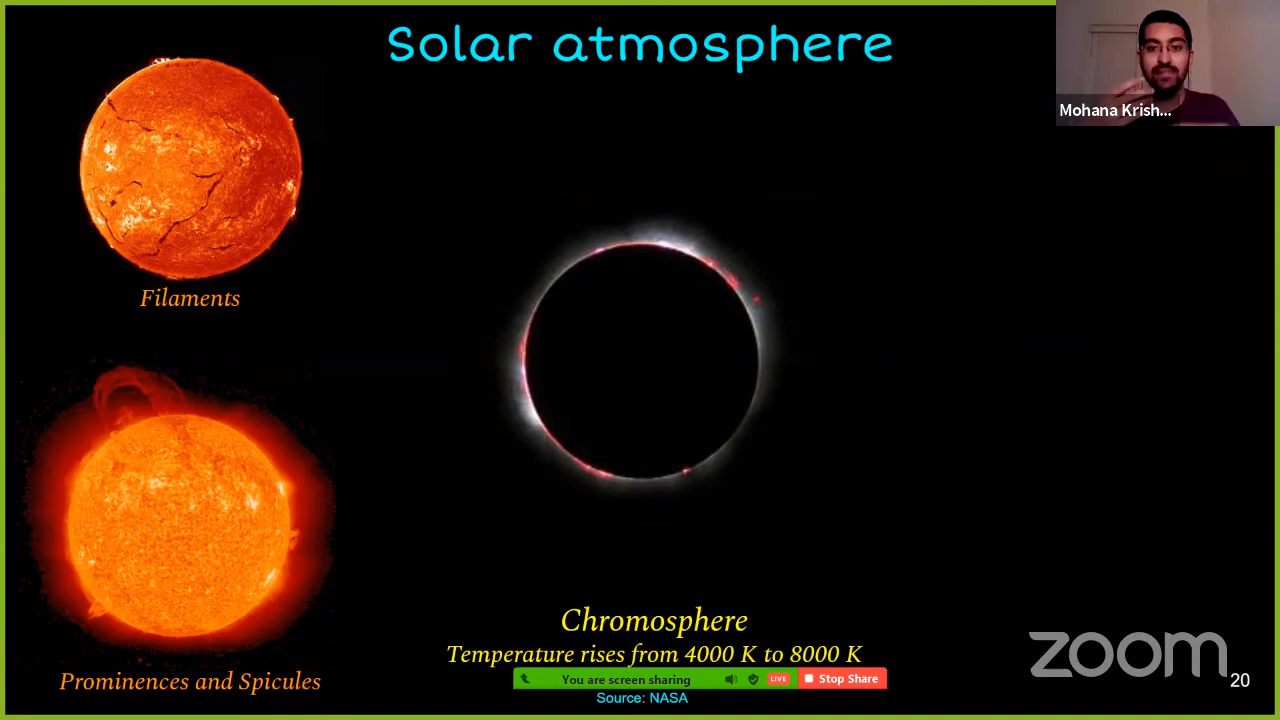 Solar atmosphere
Mohana Krish...
Filaments
Prominences and Spicules
Chromosphere
Temperature rises from 4000 K to 8000 K
You are screen sharing LIVE Stop Share
Source: NASA
zoom
20